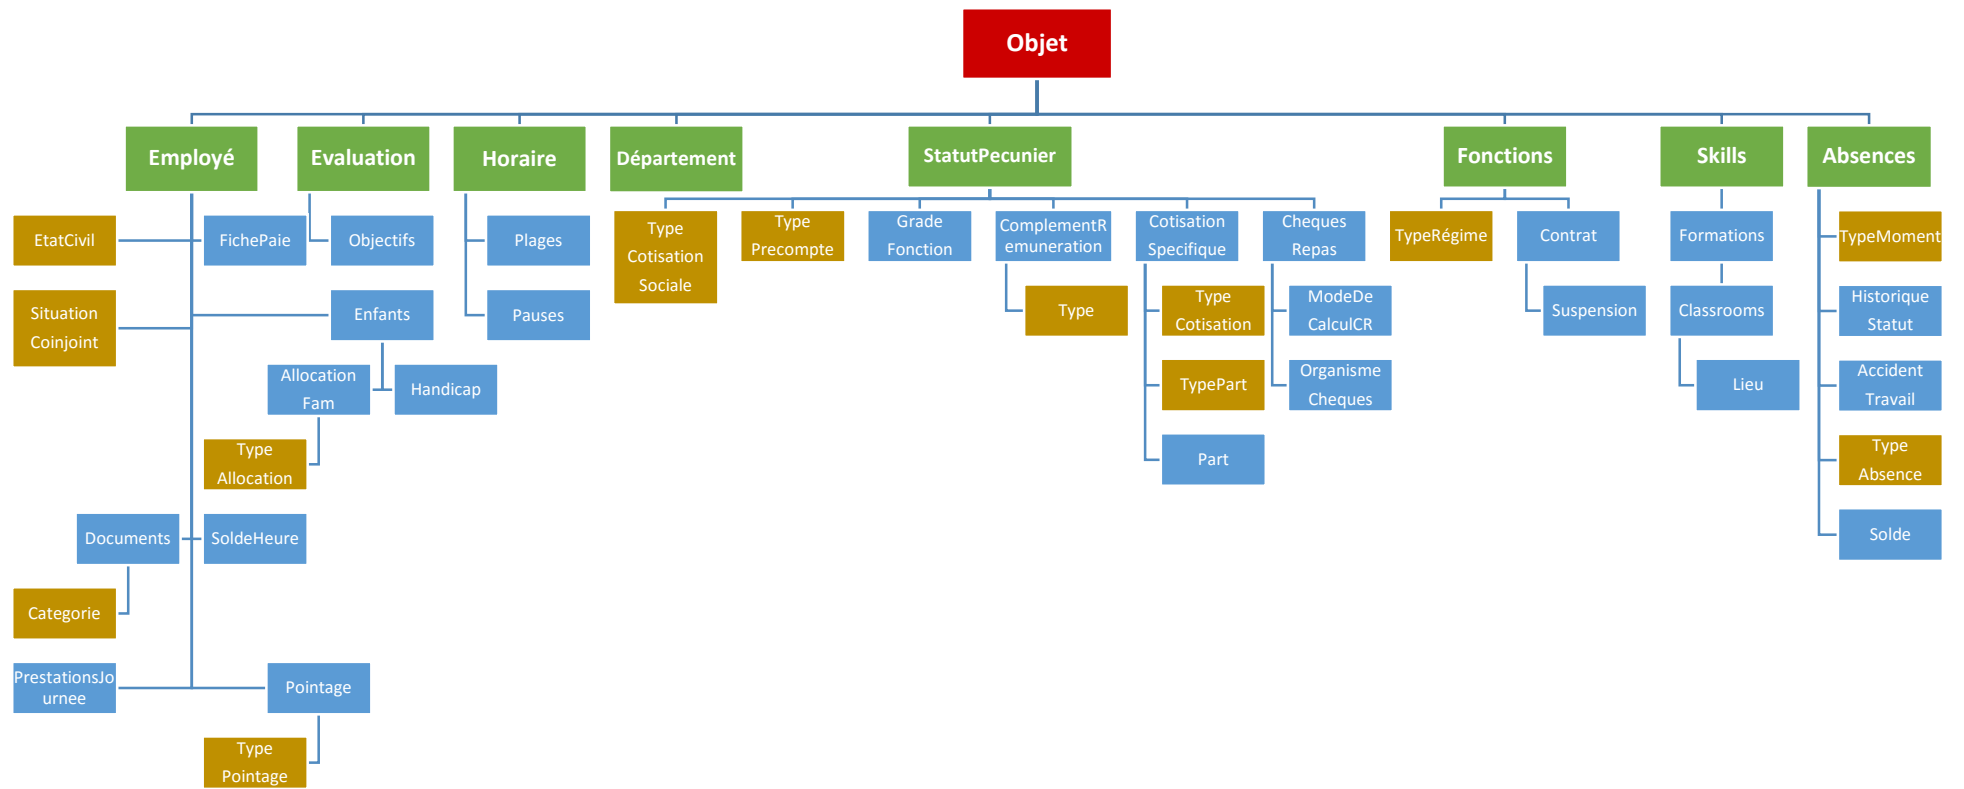 Objet
Employé
Evaluation
Horaire
Département
StatutPecunier
Fonctions
Skills
Absences
EtatCivil
FichePaie
Objectifs
Plages
Type
Cotisation
Sociale
Type
Precompte
Grade
Fonction
ComplementR
emuneration
Cotisation
Specifique
Cheques
Repas
TypeRégime
Contrat
Formations
TypeMoment
Situation
Coinjoint
Enfants
Pauses
Type
Type
Cotisation
ModeDe
CalculCR
Suspension
Classrooms
Historique
Statut
Allocation
Fam
Handicap
TypePart
Organisme
Cheques
Lieu
Accident
Travail
Type
Allocation
Part
Type
Absence
Documents
SoldeHeure
Solde
Categorie
PrestationsJo
urnee
Pointage
Type
Pointage